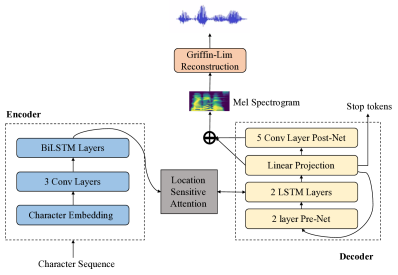 Griffin-Lim
Reconstruction
Mel Spectrogram
Stop tokens
Encoder
BiLSTM Layers
3 Conv Layers
Character Embedding
Character Sequence
Location
Sensitive
Attention
5 Conv Layer Post-Net
Linear Projection
2 LSTM Layers
2 layer Pre-Net
Decoder